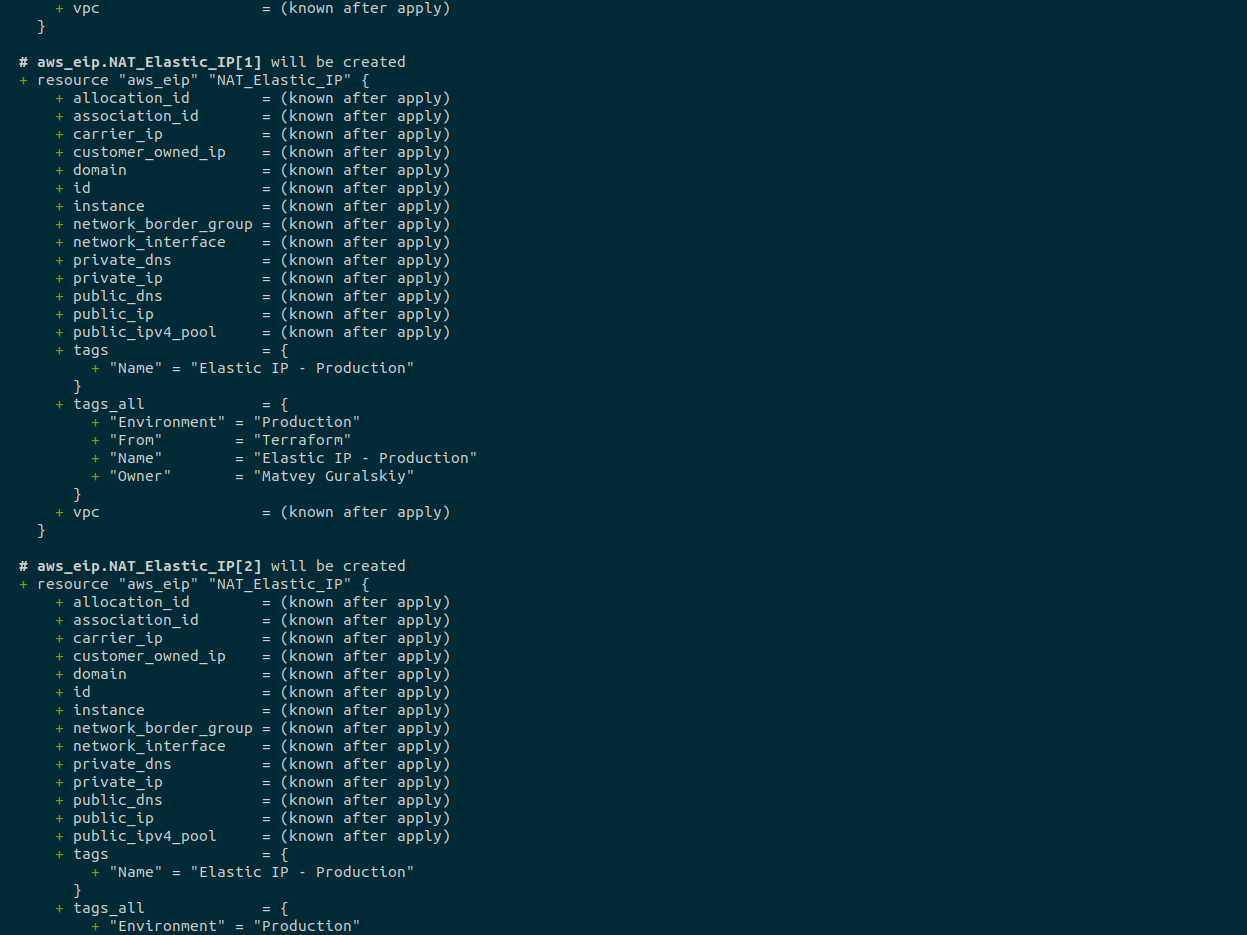 + vpc                  = (known after apply)
    }

  # aws_eip.NAT_Elastic_IP[1] will be created
  + resource "aws_eip" "NAT_Elastic_IP" {
      + allocation_id        = (known after apply)
      + association_id       = (known after apply)
      + carrier_ip           = (known after apply)
      + customer_owned_ip    = (known after apply)
      + domain               = (known after apply)
      + id                   = (known after apply)
      + instance             = (known after apply)
      + network_border_group = (known after apply)
      + network_interface    = (known after apply)
      + private_dns          = (known after apply)
      + private_ip           = (known after apply)
      + public_dns           = (known after apply)
      + public_ip            = (known after apply)
      + public_ipv4_pool     = (known after apply)
      + tags                 = {
          + "Name" = "Elastic IP - Production"
        }
      + tags_all             = {
          + "Environment" = "Production"
          + "From"        = "Terraform"
          + "Name"        = "Elastic IP - Production"
          + "Owner"       = "Matvey Guralskiy"
        }
      + vpc                  = (known after apply)
    }

  # aws_eip.NAT_Elastic_IP[2] will be created
  + resource "aws_eip" "NAT_Elastic_IP" {
      + allocation_id        = (known after apply)
      + association_id       = (known after apply)
      + carrier_ip           = (known after apply)
      + customer_owned_ip    = (known after apply)
      + domain               = (known after apply)
      + id                   = (known after apply)
      + instance             = (known after apply)
      + network_border_group = (known after apply)
      + network_interface    = (known after apply)
      + private_dns          = (known after apply)
      + private_ip           = (known after apply)
      + public_dns           = (known after apply)
      + public_ip            = (known after apply)
      + public_ipv4_pool     = (known after apply)
      + tags                 = {
          + "Name" = "Elastic IP - Production"
        }
      + tags_all             = {
          + "Environment" = "Production"